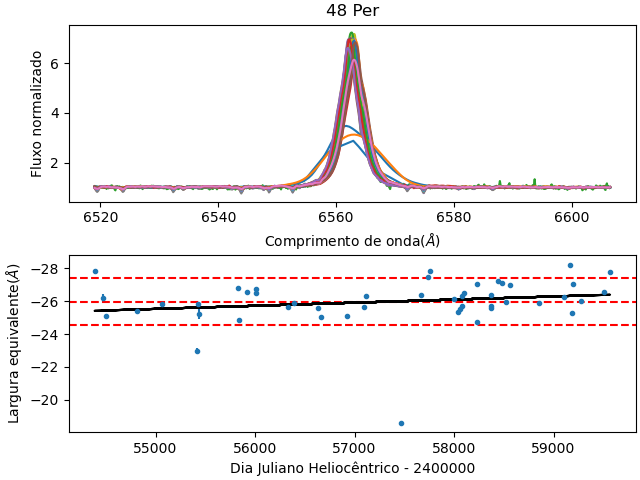 48 Per
Fluxo normalizado
6
4
2
6520 6540 6560 6580 6600
Comprimento de onda(Å)
Largura equivalente(Å)
−28
−26
−24
−22
−20
55000 56000 57000 58000 59000
Dia Juliano Heliocêntrico - 2400000